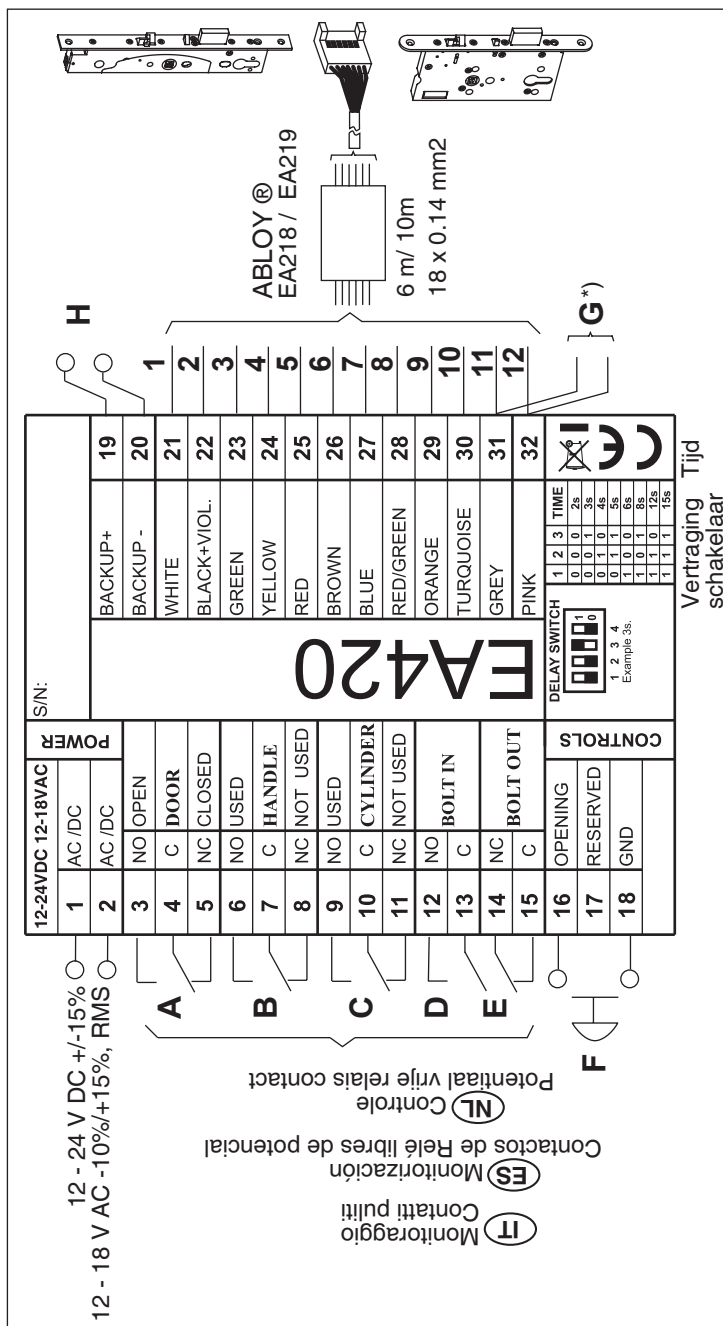 12 - 24 V DC +/-15%
12 - 18 V AC -10%/+15%, RMS
IT Monitoraggio
Contatti puliti
ES Monitorización
Contactos de Relé libres de potencial
NL Controle
Potentiaal vrije relais contact
A
B
C
D
E
F
12-24VDC 12-18VAC
POWER
S/N:
1 AC /DC
2 AC /DC
3 NO OPEN
4 C DOOR
5 NC CLOSED
6 NO USED
7 C HANDLE
8 NC NOT USED
9 NO USED
10 C CYLINDER
11 NC NOT USED
12 NO
BOLT IN
13 C
14 NC
BOLT OUT
15 C
16 OPENING
17 RESERVED
18 GND
CONTROLS
EA420
BACKUP+ 19
BACKUP - 20
WHITE 21
BLACK+VIOL. 22
GREEN 23
YELLOW 24
RED 25
BROWN 26
BLUE 27
RED/GREEN 28
ORANGE 29
TURQUOISE 30
GREY 31
PINK 32
DELAY SWITCH
1
0
1 2 3 4
Example 3s.
1 2 3 TIME
0 0 0 2s
0 0 1 3s
0 1 0 4s
0 1 1 5s
1 0 0 6s
1 0 1 8s
1 1 0 12s
1 1 1 15s
CE
Vertraging Tijd
schakelaar
H
1
2
3
4
5
6
7
8
9
10
11
12
G*)
ABLOY ®
EA218 / EA219
6 m/ 10m
18 x 0.14 mm2